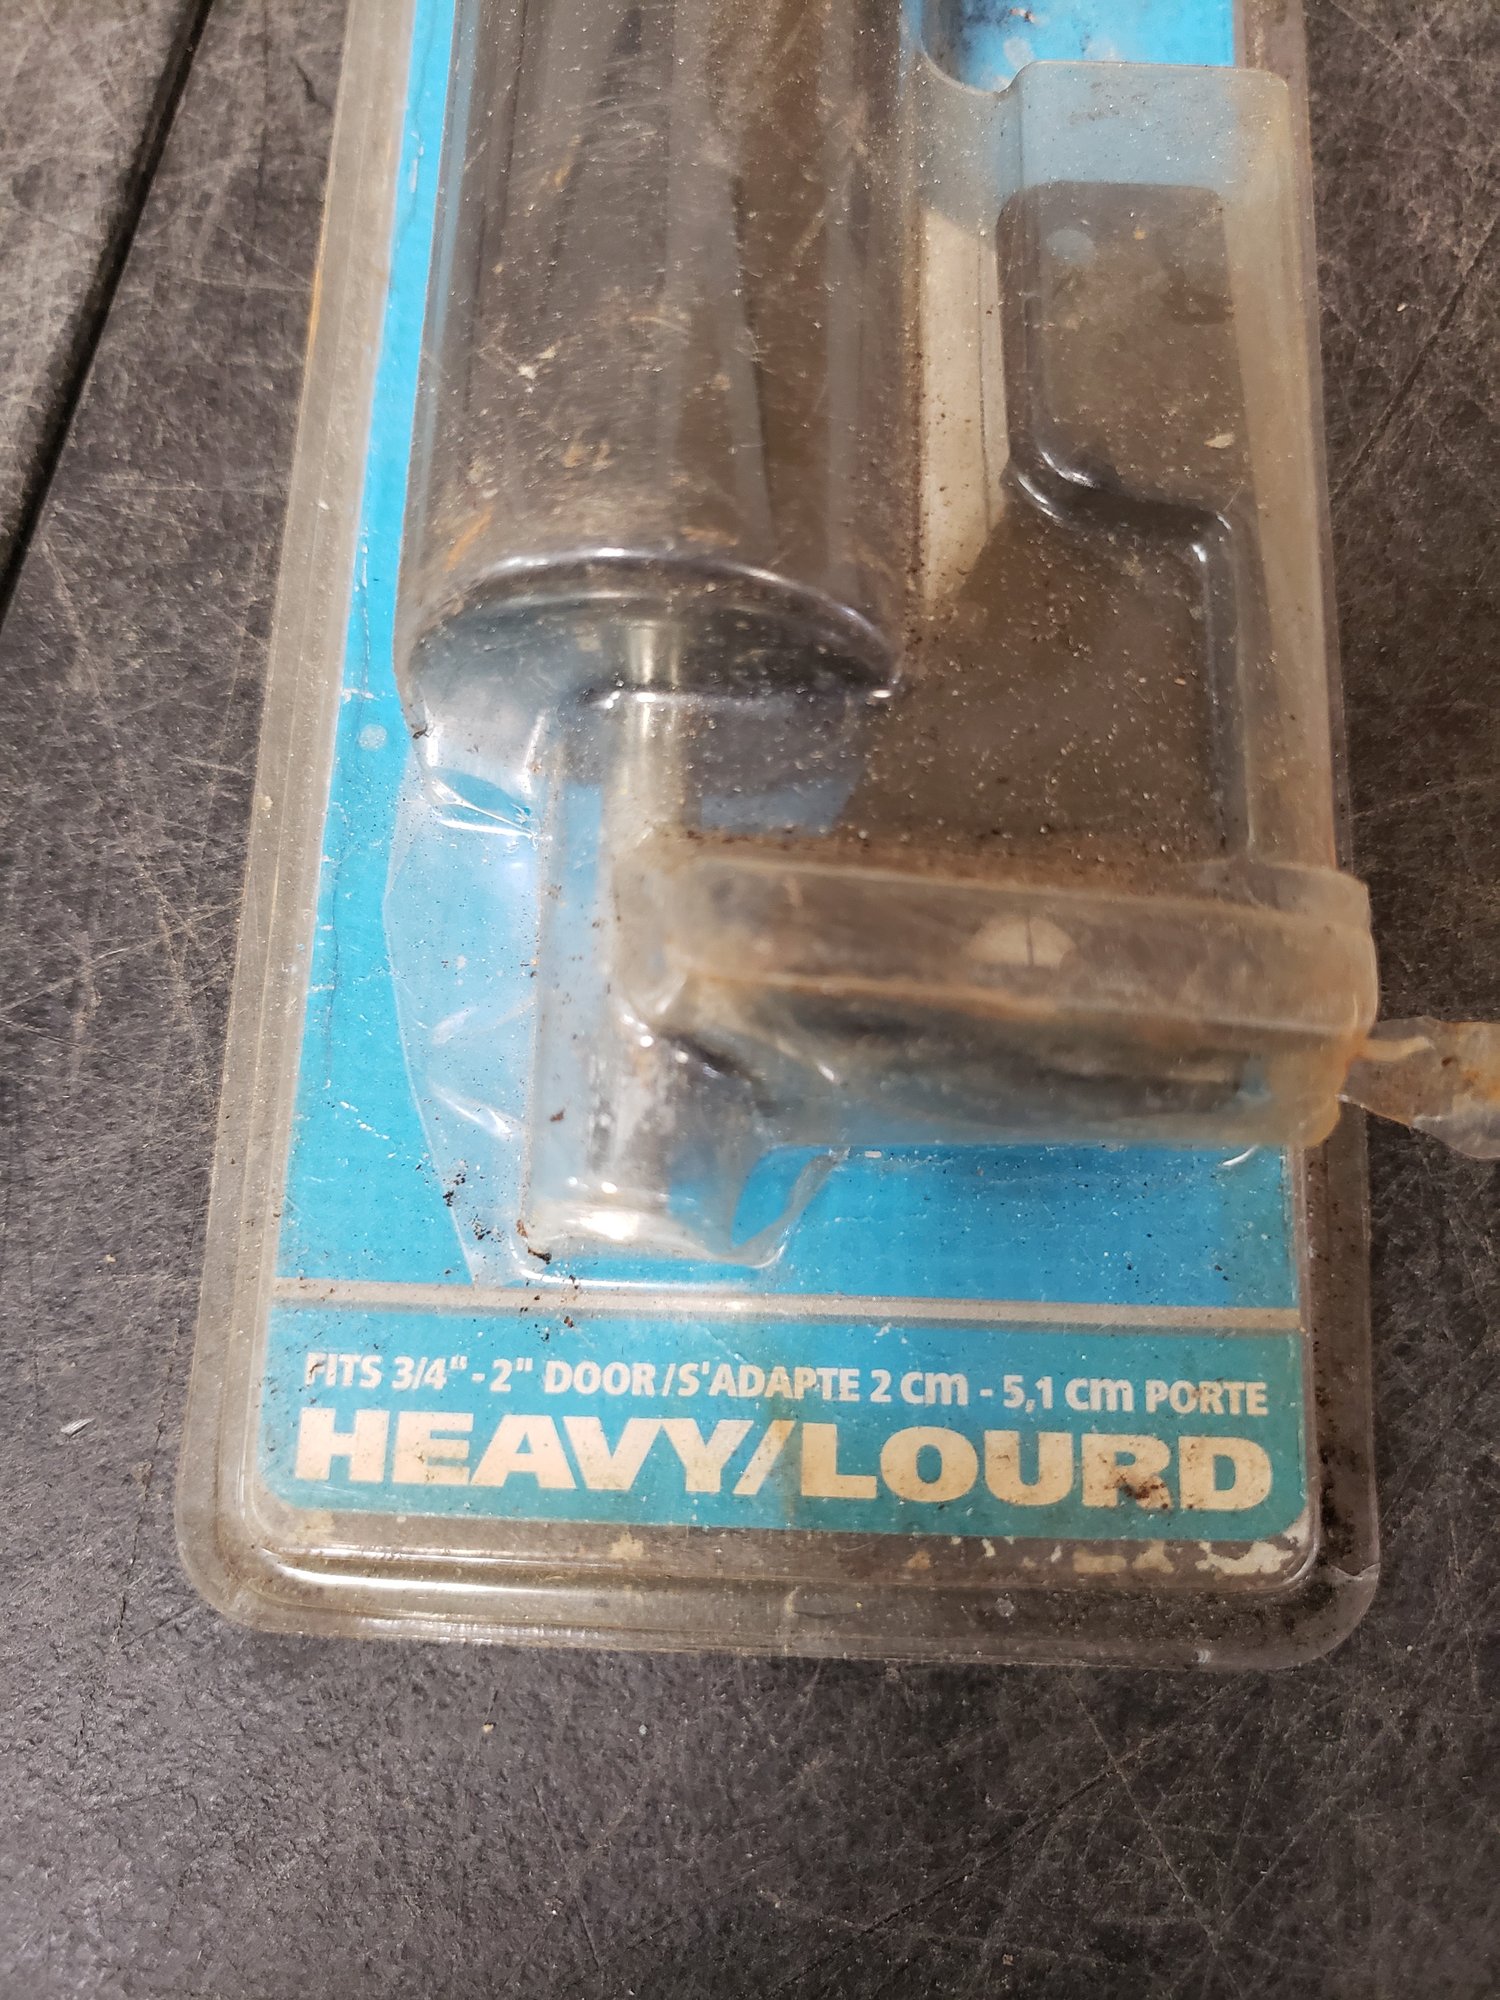 FITS 3/4" - 2" DOOR/S'ADAPTE 2 cm - 5,1 cm PORTE
HEAVY/LOURD